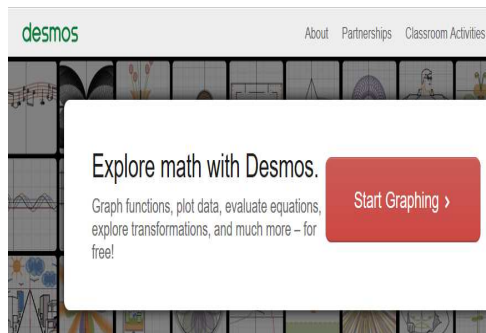 desmos
About Partnerships Classroom Activities
Explore math with Desmos.
Graph functions, plot data, evaluate equations,
explore transformations, and much more – for
free!
Start Graphing ›